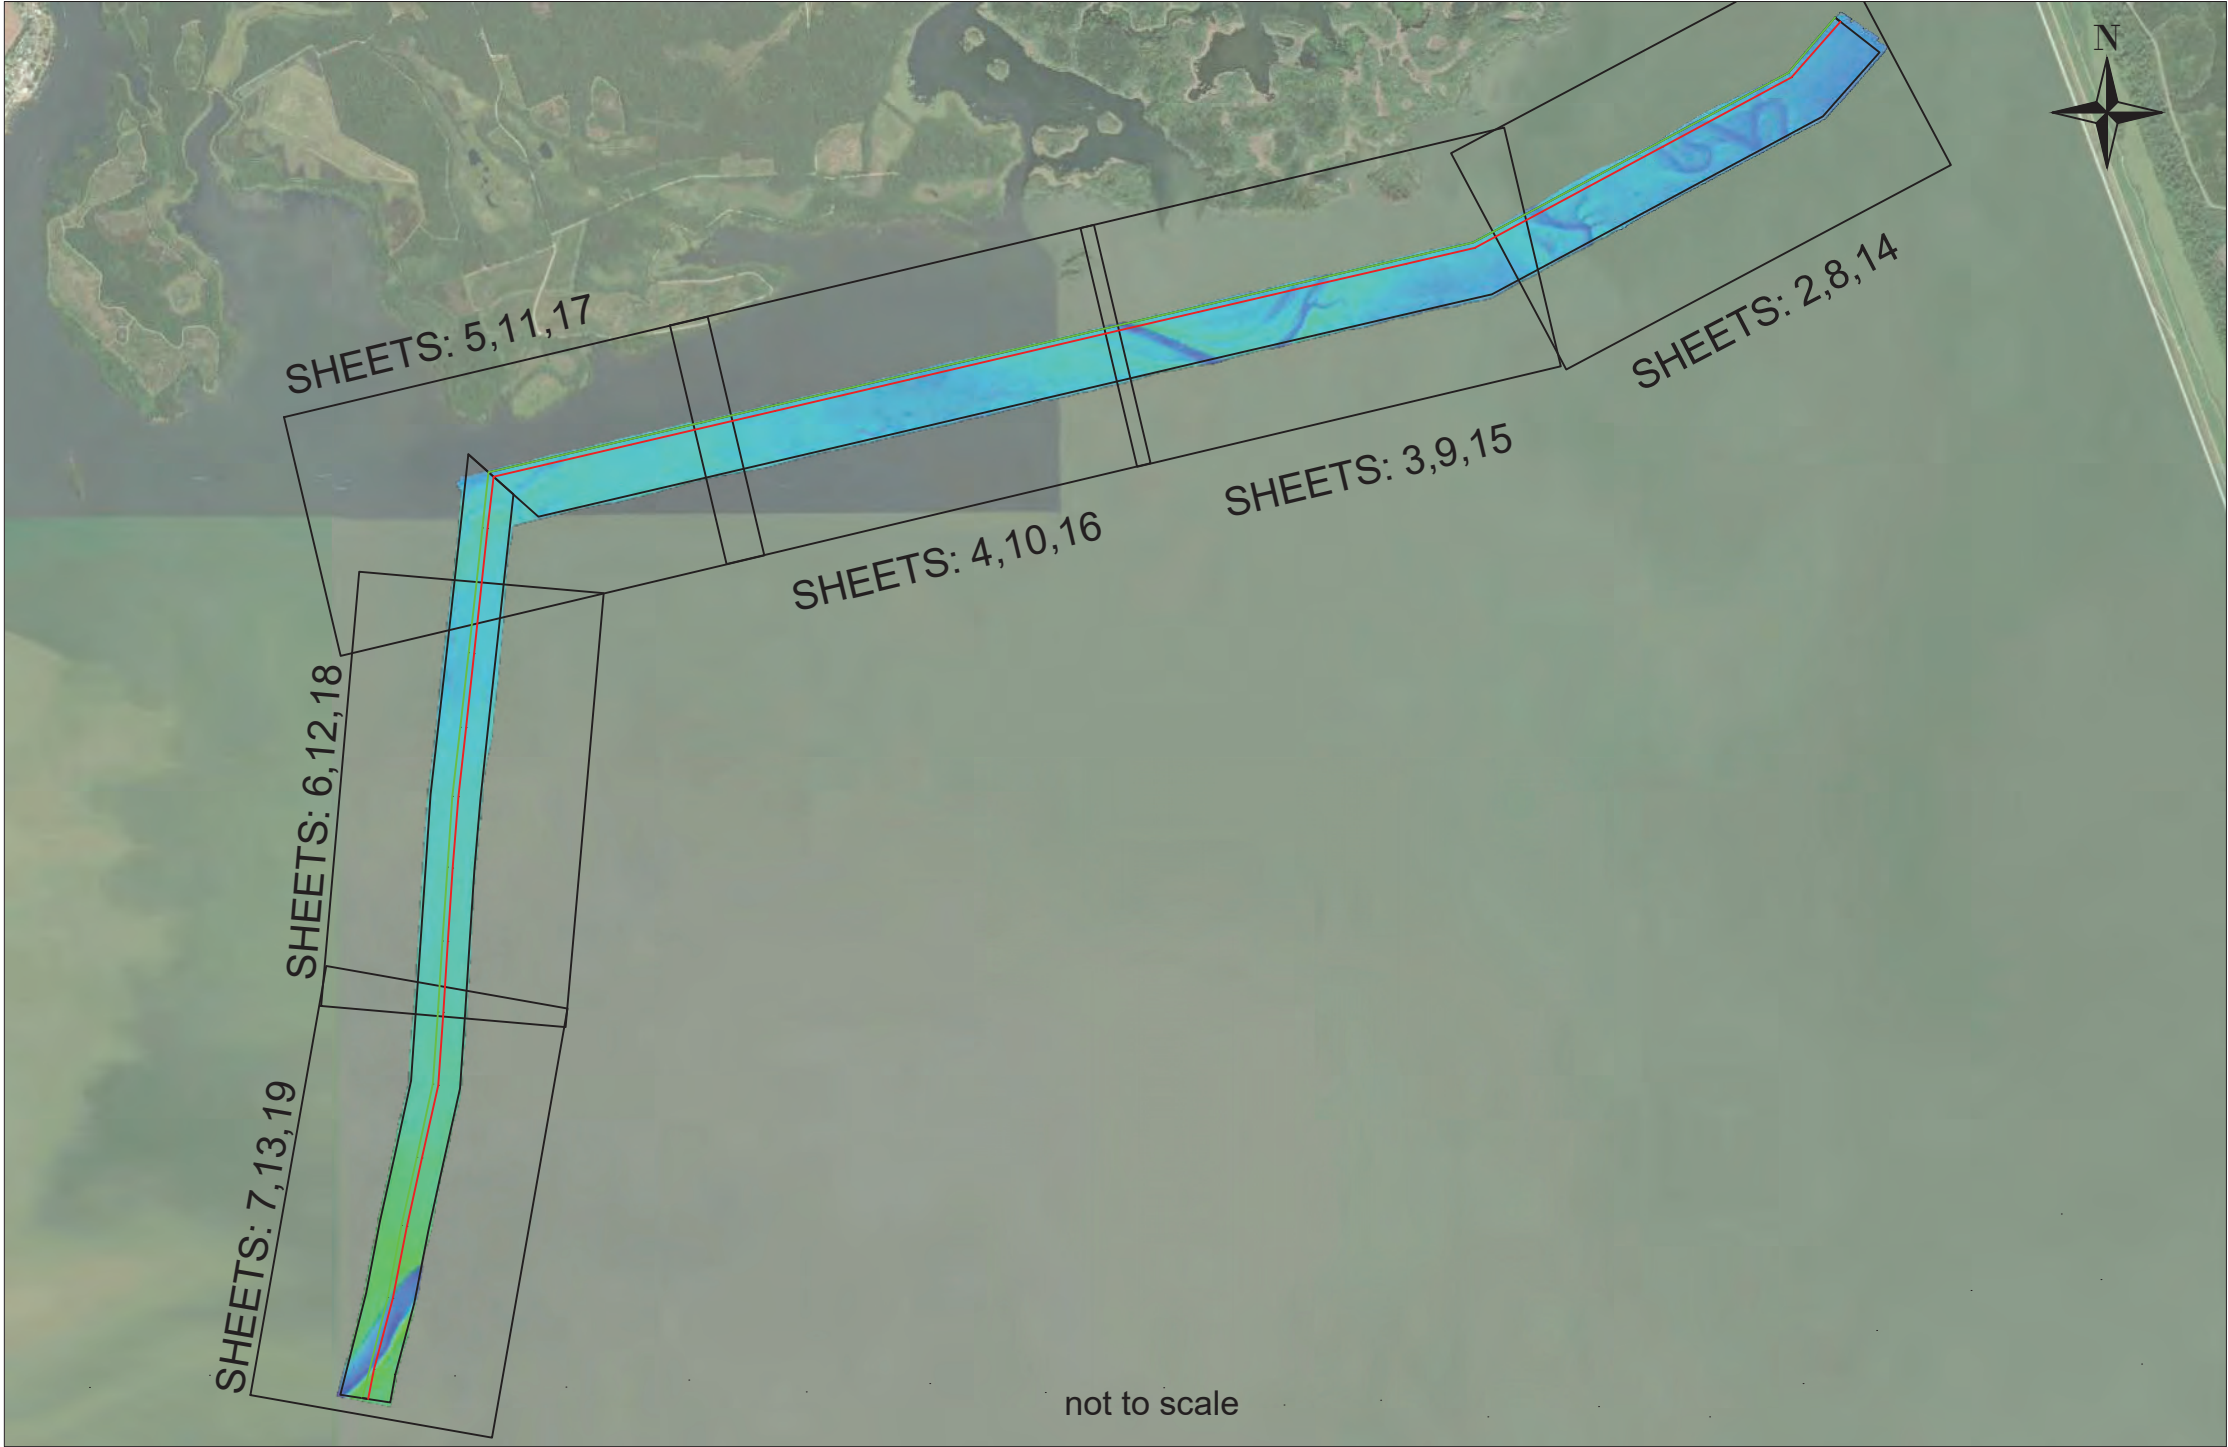 N
SHEETS: 2,8,14
SHEETS: 5,11,17
SHEETS: 3,9,15
SHEETS: 4,10,16
SHEETS: 6,12,18
SHEETS: 7,13,19
not to scale